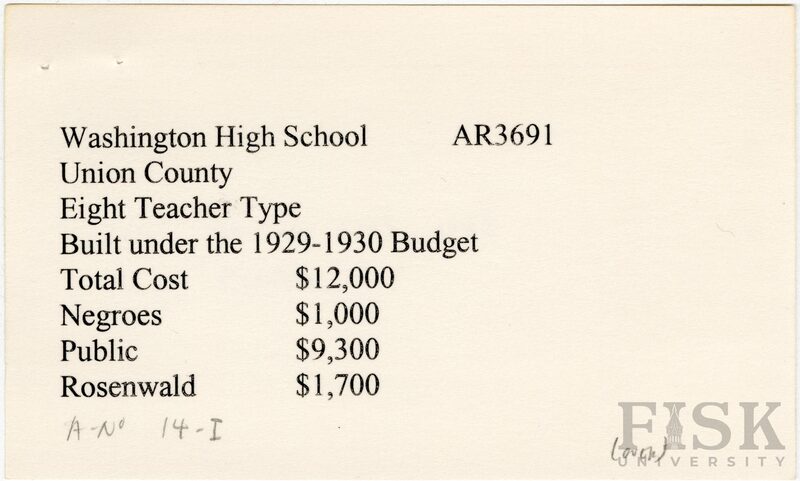 Washington High School AR3691
Union County
Eight Teacher Type
Built under the 1929-1930 Budget
Total Cost $12,000
Negroes $1,000
Public $9,300
Rosenwald $1,700
A-No 14-I
(over)
FISK
UNIVERSITY